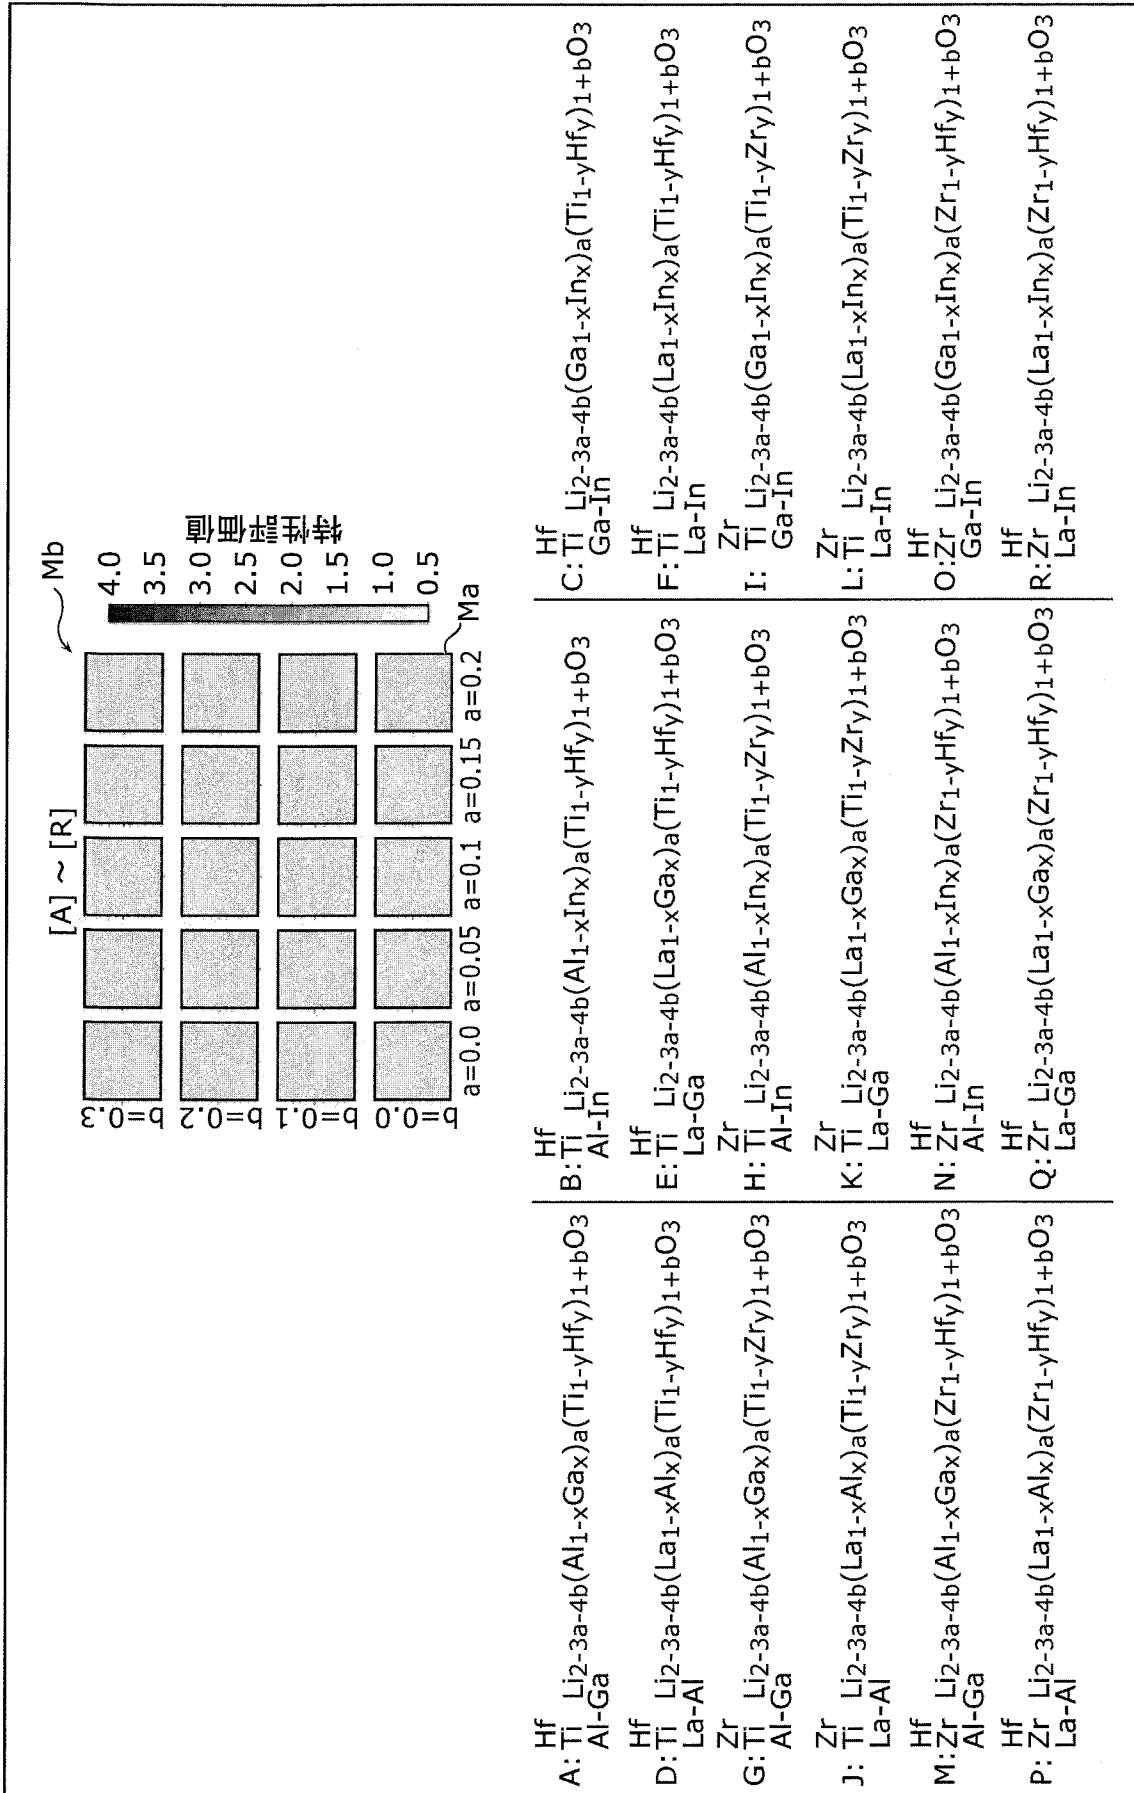 [A] ~ [R]
Mb
b=0.3
b=0.2
b=0.1
b=0.0
a=0.0 a=0.05 a=0.1 a=0.15 a=0.2
4.0
3.5
3.0
2.5
2.0
1.5
1.0
0.5
特性評価値
Ma
Hf
A: Ti Li2-3a-4b(Al1-xGax)a(Ti1-yHfy)1+bO3
Al-Ga
Hf
B: Ti Li2-3a-4b(Al1-xInx)a(Ti1-yHfy)1+bO3
Al-In
Hf
C: Ti Li2-3a-4b(Ga1-xInx)a(Ti1-yHfy)1+bO3
Ga-In
Hf
D: Ti Li2-3a-4b(La1-xAlx)a(Ti1-yHfy)1+bO3
La-Al
Hf
E: Ti Li2-3a-4b(La1-xGax)a(Ti1-yHfy)1+bO3
La-Ga
Hf
F: Ti Li2-3a-4b(La1-xInx)a(Ti1-yHfy)1+bO3
La-In
Zr
G: Ti Li2-3a-4b(Al1-xGax)a(Ti1-yZry)1+bO3
Al-Ga
Zr
H: Ti Li2-3a-4b(Al1-xInx)a(Ti1-yZry)1+bO3
Al-In
Zr
I: Ti Li2-3a-4b(Ga1-xInx)a(Ti1-yZry)1+bO3
Ga-In
Zr
J: Ti Li2-3a-4b(La1-xAlx)a(Ti1-yZry)1+bO3
La-Al
Zr
K: Ti Li2-3a-4b(La1-xGax)a(Ti1-yZry)1+bO3
La-Ga
Zr
L: Ti Li2-3a-4b(La1-xInx)a(Ti1-yZry)1+bO3
La-In
Hf
M: Zr Li2-3a-4b(Al1-xGax)a(Zr1-yHfy)1+bO3
Al-Ga
Hf
N: Zr Li2-3a-4b(Al1-xInx)a(Zr1-yHfy)1+bO3
Al-In
Hf
O: Zr Li2-3a-4b(Ga1-xInx)a(Zr1-yHfy)1+bO3
Ga-In
Hf
P: Zr Li2-3a-4b(La1-xAlx)a(Zr1-yHfy)1+bO3
La-Al
Hf
Q: Zr Li2-3a-4b(La1-xGax)a(Zr1-yHfy)1+bO3
La-Ga
Hf
R: Zr Li2-3a-4b(La1-xInx)a(Zr1-yHfy)1+bO3
La-In